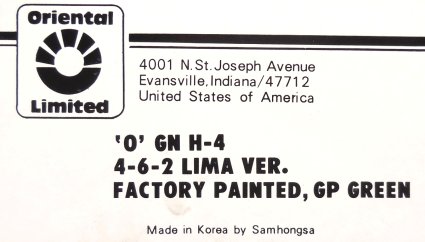 Oriental
Limited
4001 N.St.Joseph Avenue
Evansville,Indiana/47712
United States of America
'O' GN H-4
4-6-2 LIMA VER.
FACTORY PAINTED, GP GREEN
Made in Korea by Samhongsa